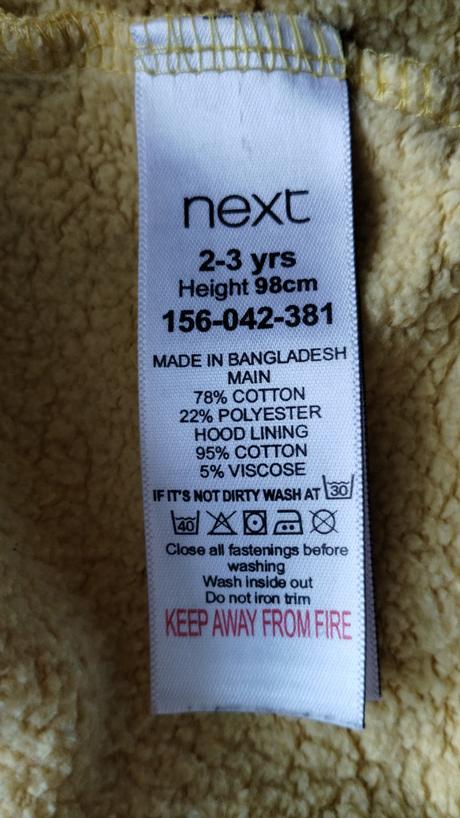 next
2-3 yrs
Height 98cm
156-042-381
MADE IN BANGLADESH
MAIN
78% COTTON
22% POLYESTER
HOOD LINING
95% COTTON
5% VISCOSE
IF IT'S NOT DIRTY WASH AT 30
40
Close all fastenings before
washing
Wash inside out
Do not iron trim
KEEP AWAY FROM FIRE